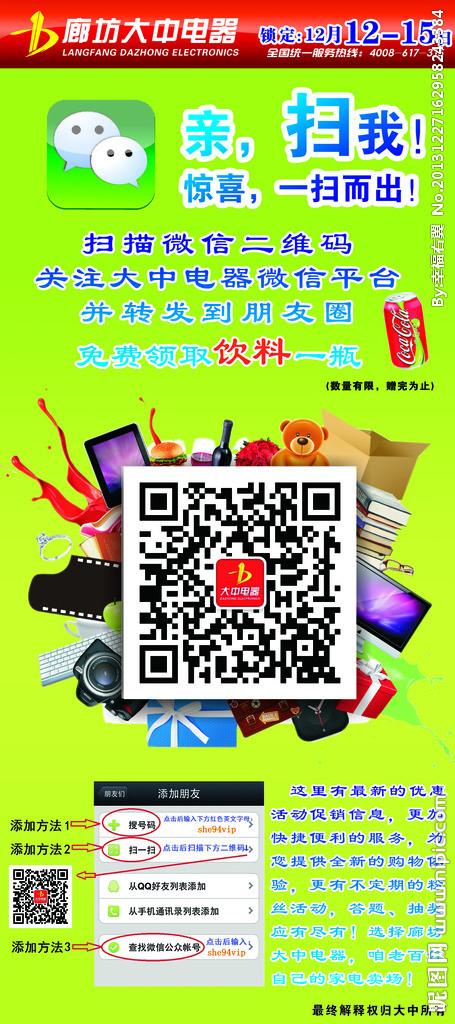 廊坊大中电器
LANGFANG DAZHONG ELECTRONICS
锁定:12月12-15日
全国统一服务热线: 4008-617-3
亲，扫我!
惊喜，一扫而出!
扫描微信二维码
关注大中电器微信平台
并转发到朋友圈
免费领取饮料一瓶
Coca-Cola
(数量有限，赠完为止)
大中电器
DAZHONG ELECTRONICS
朋友们
添加朋友
添加方法1
搜号码
点击后输入下方红色英文字母:
she94vip
添加方法2
扫一扫
点击后扫描下方二维码
从QQ好友列表添加
从手机通讯录列表添加
添加方法3
查找微信公众帐号
点击后输入
she94vip
这里有最新的优惠
活动促销信息，更加
快捷便利的服务，为
您提供全新的购物体
验，更有不定期的粉
丝活动，答题、抽奖
应有尽有! 选择廊坊
大中电器，咱老百姓
自己的家电卖场!
最终解释权归大中所有
By:幸福右翼 No.20131227162958248384
昵图网 www.nipic.com